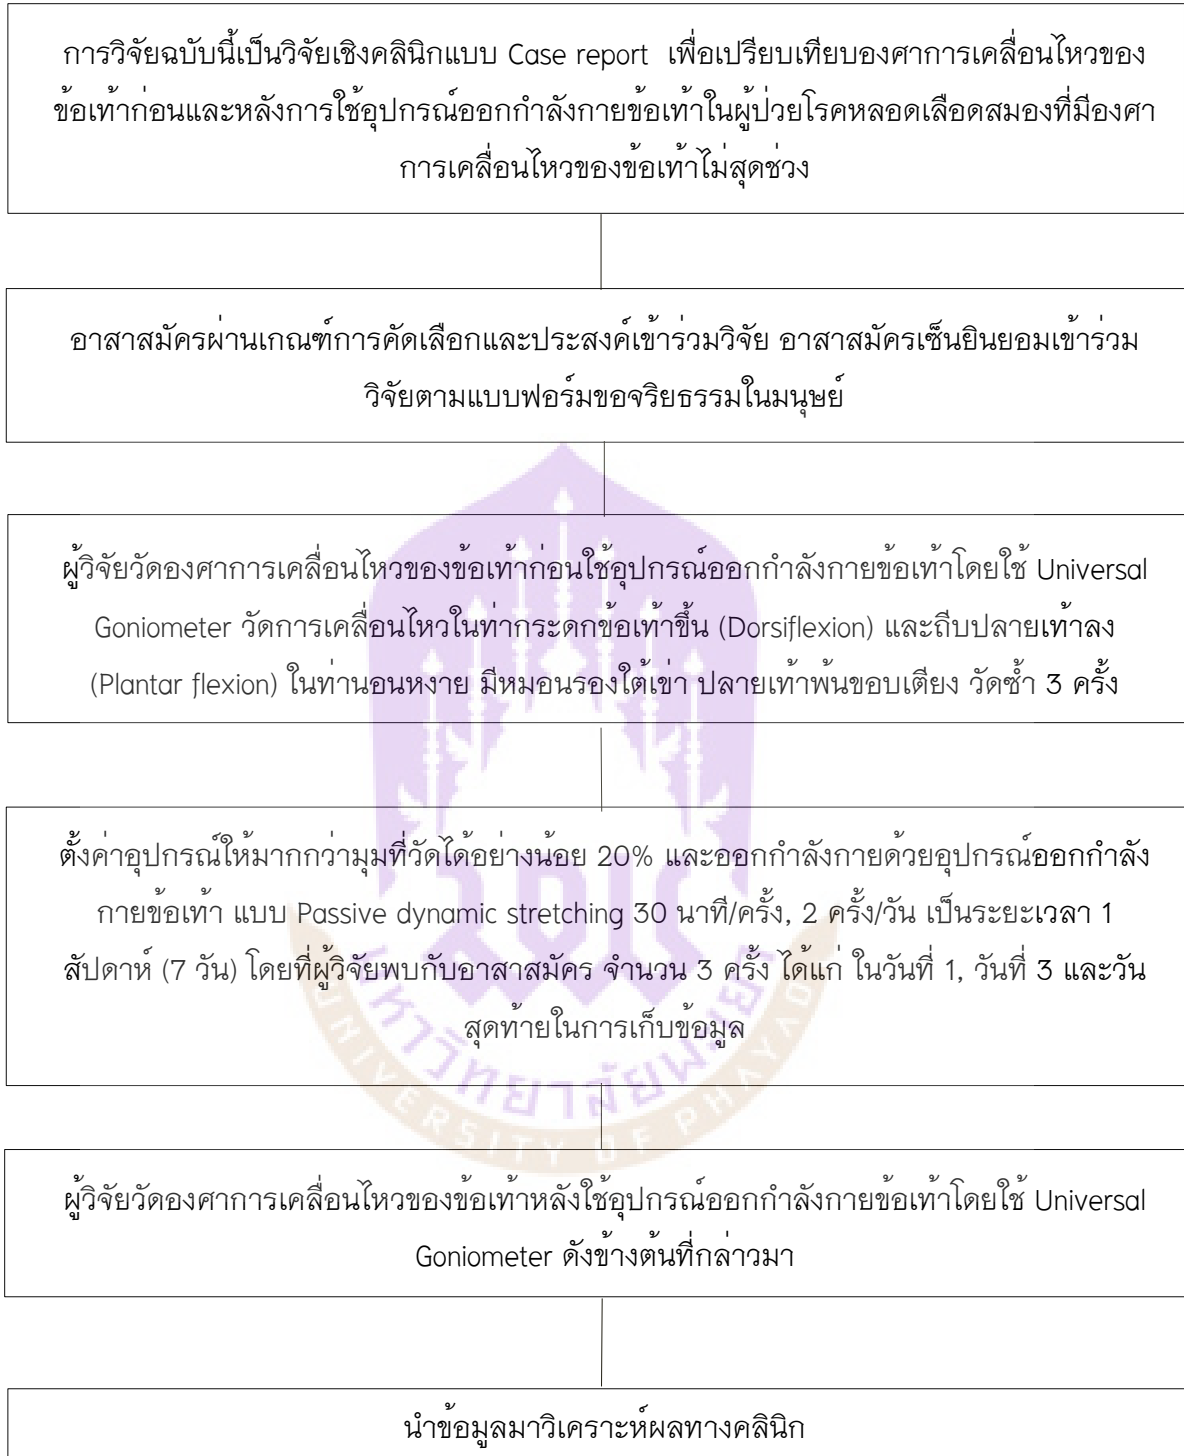 การวิจัยฉบับนี้เป็นวิจัยเชิงคลินิกแบบ Case report เพื่อเปรียบเทียบองศาการเคลื่อนไหวของ
ข้อเท้าก่อนและหลังการใช้อุปกรณ์ออกกำลังกายข้อเท้าในผู้ป่วยโรคหลอดเลือดสมองที่มีองศา
การเคลื่อนไหวของข้อเท้าไม่สุดช่วง
อาสาสมัครผ่านเกณฑ์การคัดเลือกและประสงค์เข้าร่วมวิจัย อาสาสมัครเซ็นยินยอมเข้าร่วม
วิจัยตามแบบฟอร์มขอจริยธรรมในมนุษย์
ผู้วิจัยวัดองศาการเคลื่อนไหวของข้อเท้าก่อนใช้อุปกรณ์ออกกำลังกายข้อเท้าโดยใช้ Universal
Goniometer วัดการเคลื่อนไหวในท่ากระดกข้อเท้าขึ้น (Dorsiflexion) และถีบปลายเท้าลง
(Plantar flexion) ในท่านอนหงาย มีหมอนรองใต้เข่า ปลายเท้าพ้นขอบเตียง วัดซ้ำ 3 ครั้ง
ตั้งค่าอุปกรณ์ให้มากกว่ามุมที่วัดได้อย่างน้อย 20% และออกกำลังกายด้วยอุปกรณ์ออกกำลัง
กายข้อเท้า แบบ Passive dynamic stretching 30 นาที/ครั้ง, 2 ครั้ง/วัน เป็นระยะเวลา 1
สัปดาห์ (7 วัน) โดยที่ผู้วิจัยพบกับอาสาสมัคร จำนวน 3 ครั้ง ได้แก่ ในวันที่ 1, วันที่ 3 และวัน
สุดท้ายในการเก็บข้อมูล
มหาวิทยาลัยพะเยา
UNIVERSITY OF PHAYAO
ผู้วิจัยวัดองศาการเคลื่อนไหวของข้อเท้าหลังใช้อุปกรณ์ออกกำลังกายข้อเท้าโดยใช้ Universal
Goniometer ดังข้างต้นที่กล่าวมา
นำข้อมูลมาวิเคราะห์ผลทางคลินิก